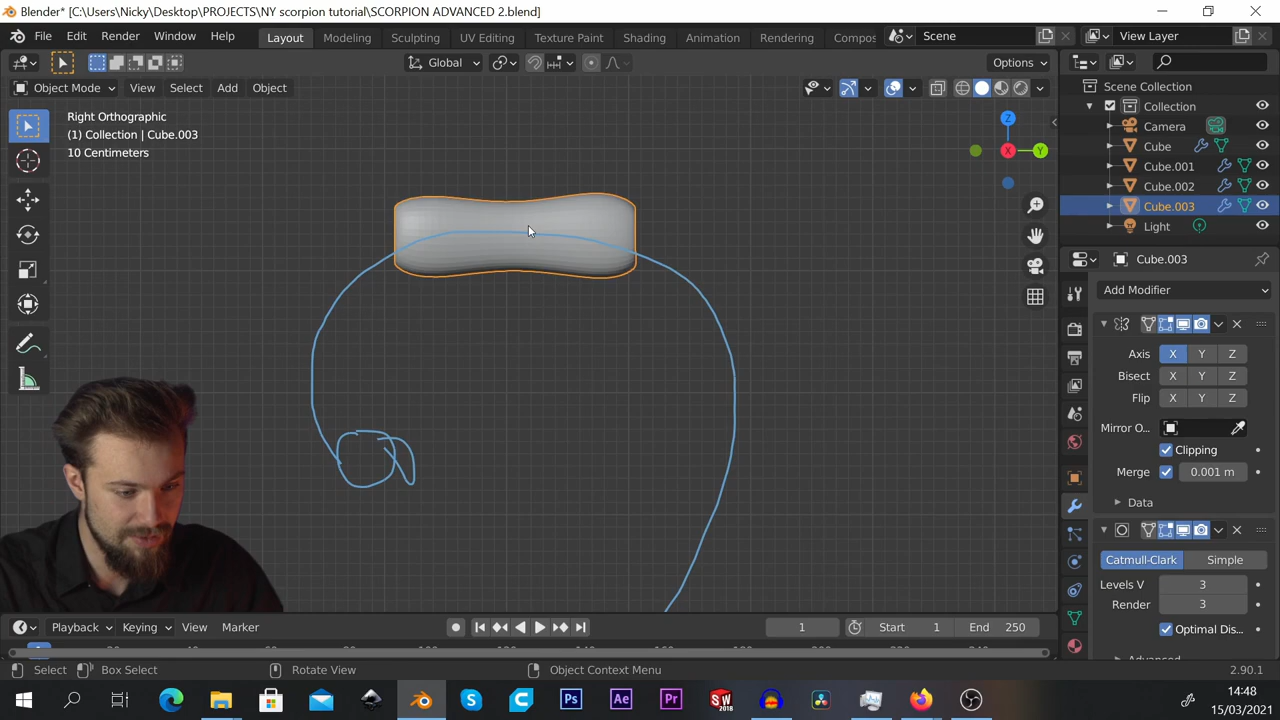 Blender* [C:\Users\Nicky\Desktop\PROJECTS\NY scorpion tutorial\SCORPION ADVANCED 2.blend]
File Edit Render Window Help Layout Modeling Sculpting UV Editing Texture Paint Shading Animation Rendering Compos Scene View Layer
Global Options
Object Mode View Select Add Object
Right Orthographic
(1) Collection | Cube.003
10 Centimeters
Z
X
Y
Scene Collection
Collection
Camera
Cube
Cube.001
Cube.002
Cube.003
Light
Cube.003
Add Modifier
Axis X Y Z
Bisect X Y Z
Flip X Y Z
Mirror O...
Clipping
Merge 0.001 m
Data
Catmull-Clark Simple
Levels V 3
Render 3
Optimal Dis...
Playback Keying View Marker 1 Start 1 End 250
Select Box Select Rotate View Object Context Menu 2.90.1
Ps Ae Pr SW 2018
14:48
15/03/2021